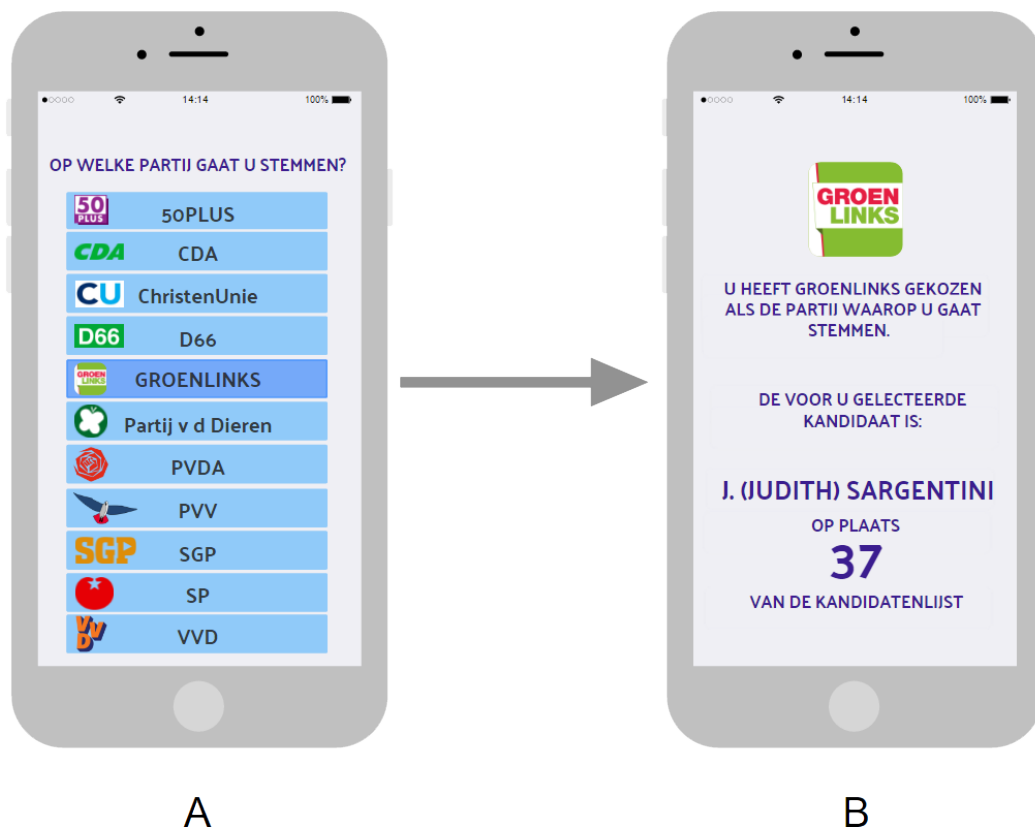 14:14
100%
OP WELKE PARTIJ GAAT U STEMMEN?
50 PLUS
50PLUS
CDA
CDA
CU
ChristenUnie
D66
D66
GROEN LINKS
GROENLINKS
Partij v d Dieren
PVDA
PVV
SGP
SGP
SP
VVD
VVD
A
14:14
100%
GROEN
LINKS
U HEEFT GROENLINKS GEKOZEN
ALS DE PARTIJ WAAROP U GAAT
STEMMEN.
DE VOOR U GELECTEERDE
KANDIDAAT IS:
J. (JUDITH) SARGENTINI
OP PLAATS
37
VAN DE KANDIDATENLIJST
B